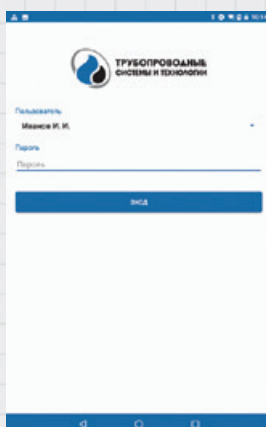 ТРУБОПРОВОДНЫЕ
СИСТЕМЫ И ТЕХНОЛОГИИ
Пользователь
Иванов И. И.
Пароль
Пароль
ВХОД